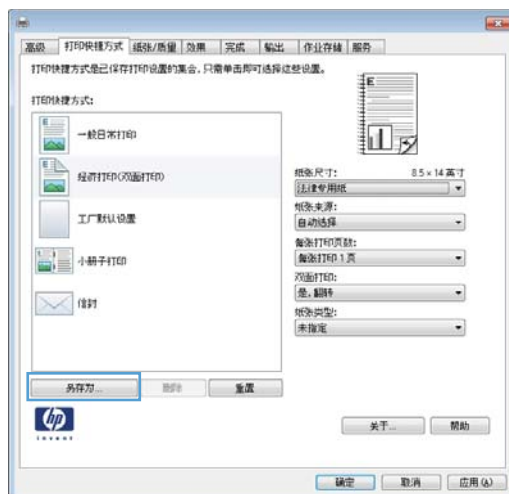 高级 打印快捷方式 纸张/质量 效果 完成 输出 作业存储 服务
打印快捷方式是已保存打印设置的集合,只需单击即可选择这些设置。
打印快捷方式:
一般日常打印
经济打印(双面打印)
工厂默认设置
小册子打印
信封
另存为... 删除 重置
E
纸张尺寸: 8.5 × 14 英寸
法律专用纸
纸张来源:
自动选择
每张打印页数:
每张打印 1 页
双面打印:
是, 翻转
纸张类型:
未指定
hp
invent
关于... 帮助
确定 取消 应用(A)